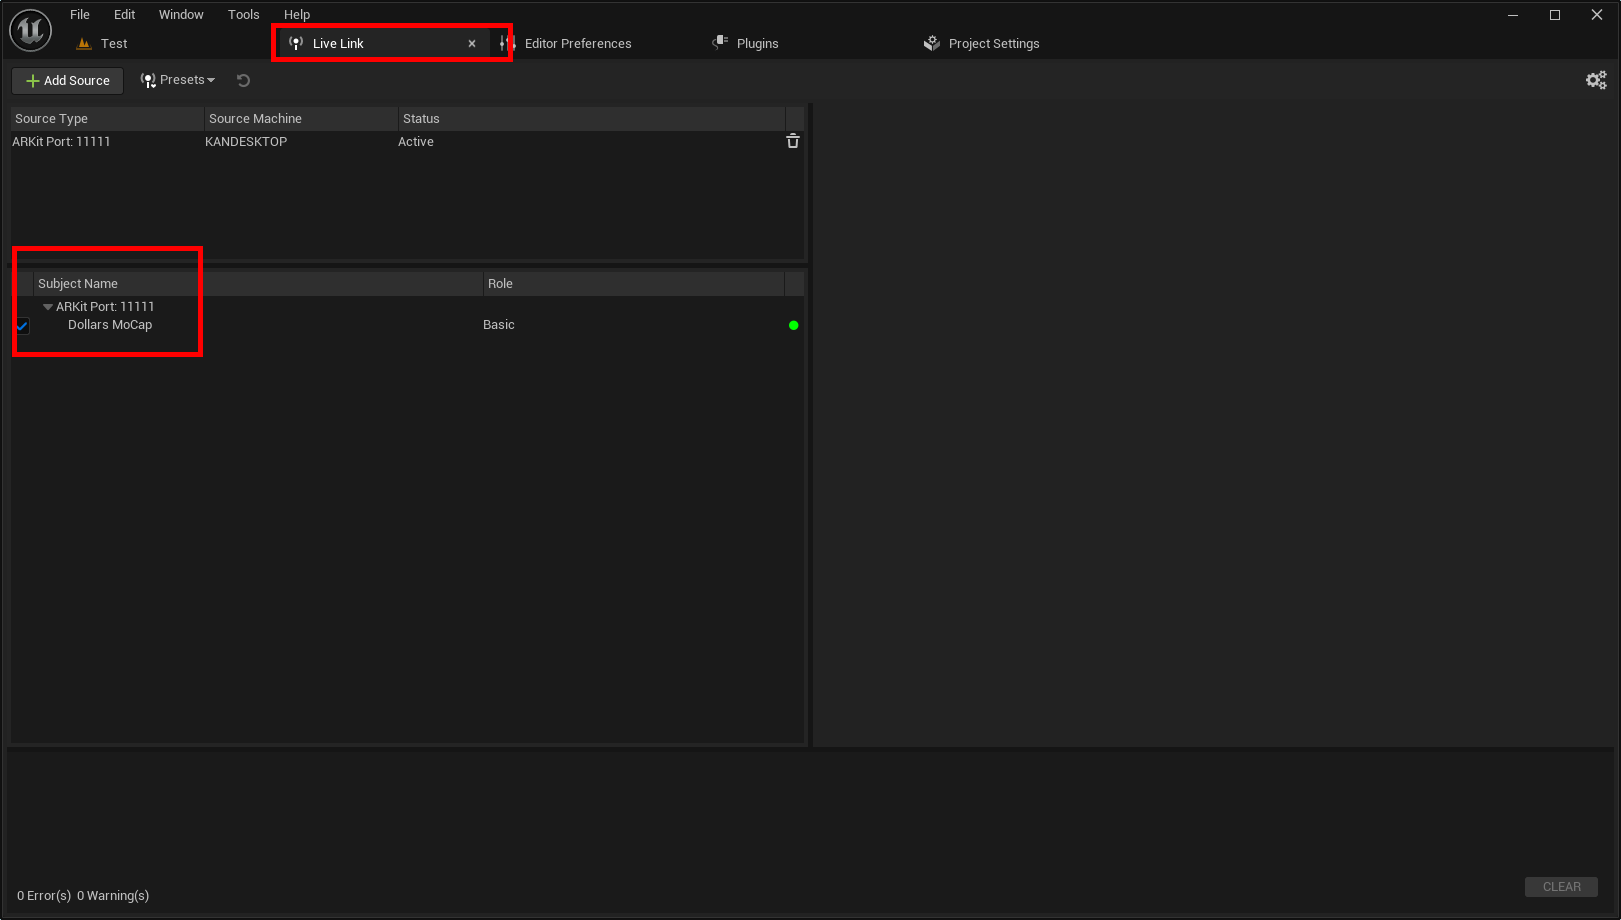 File Edit Window Tools Help
Test Live Link Editor Preferences Plugins Project Settings
Add Source Presets
Source Type Source Machine Status
ARKit Port: 11111 KANDESKTOP Active
Subject Name Role
ARKit Port: 11111
Dollars MoCap Basic
CLEAR
0 Error(s) 0 Warning(s)